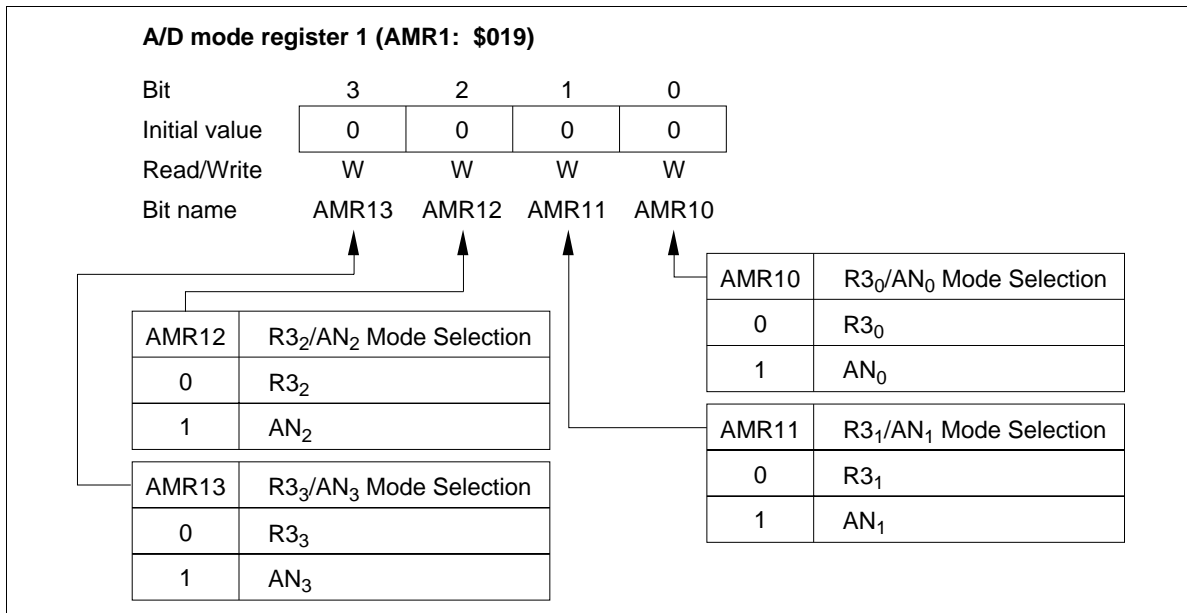 A/D mode register 1 (AMR1: $019)
Bit 3 2 1 0
Initial value 0 0 0 0
Read/Write W W W W
Bit name AMR13 AMR12 AMR11 AMR10
AMR10 R3₀/AN₀ Mode Selection
0 R3₀
1 AN₀
AMR12 R3₂/AN₂ Mode Selection
0 R3₂
1 AN₂
AMR11 R3₁/AN₁ Mode Selection
0 R3₁
1 AN₁
AMR13 R3₃/AN₃ Mode Selection
0 R3₃
1 AN₃